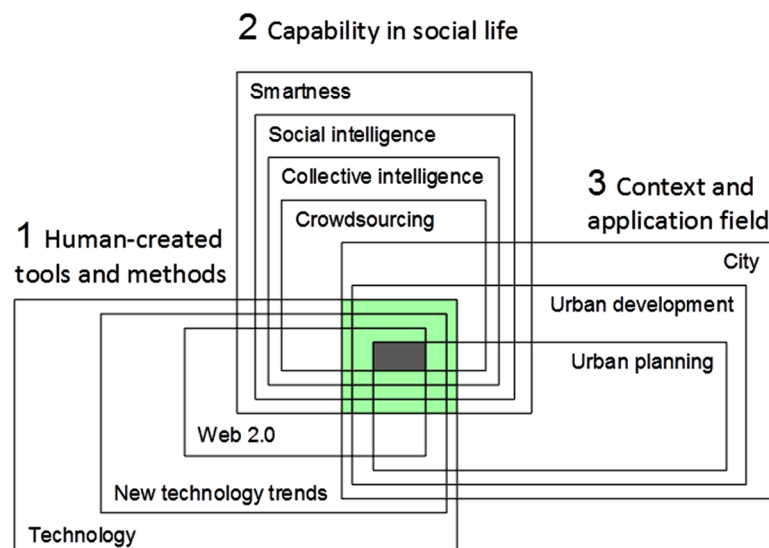 2 Capability in social life
Smartness
Social intelligence
Collective intelligence
Crowdsourcing
3 Context and
application field
City
Urban development
Urban planning
1 Human-created
tools and methods
Web 2.0
New technology trends
Technology